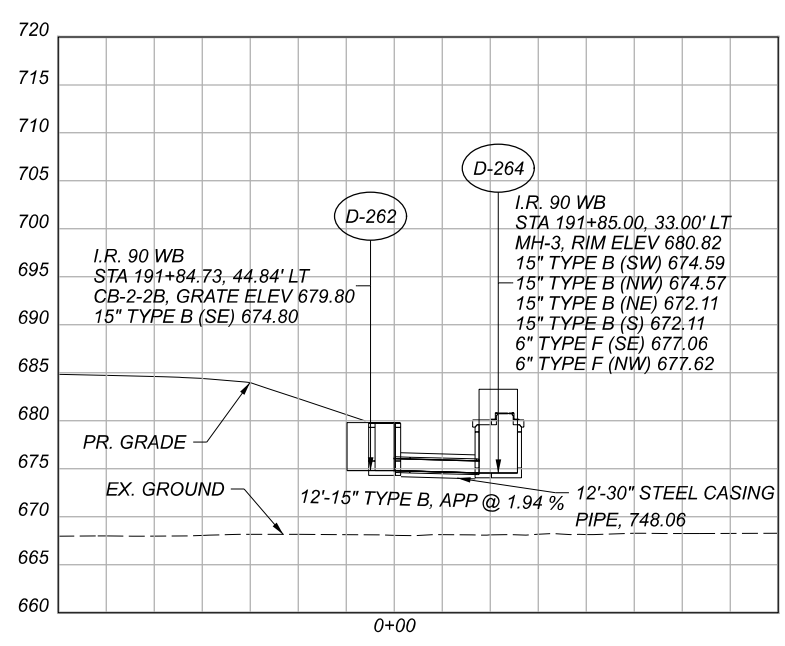 720
715
710
705
700
695
690
685
680
675
670
665
660
D-262
D-264
I.R. 90 WB
STA 191+84.73, 44.84' LT
CB-2-2B, GRATE ELEV 679.80
15" TYPE B (SE) 674.80
I.R. 90 WB
STA 191+85.00, 33.00' LT
MH-3, RIM ELEV 680.82
15" TYPE B (SW) 674.59
15" TYPE B (NW) 674.57
15" TYPE B (NE) 672.11
15" TYPE B (S) 672.11
6" TYPE F (SE) 677.06
6" TYPE F (NW) 677.62
PR. GRADE
EX. GROUND
12'-15" TYPE B, APP @ 1.94 %
12'-30" STEEL CASING
PIPE, 748.06
0+00